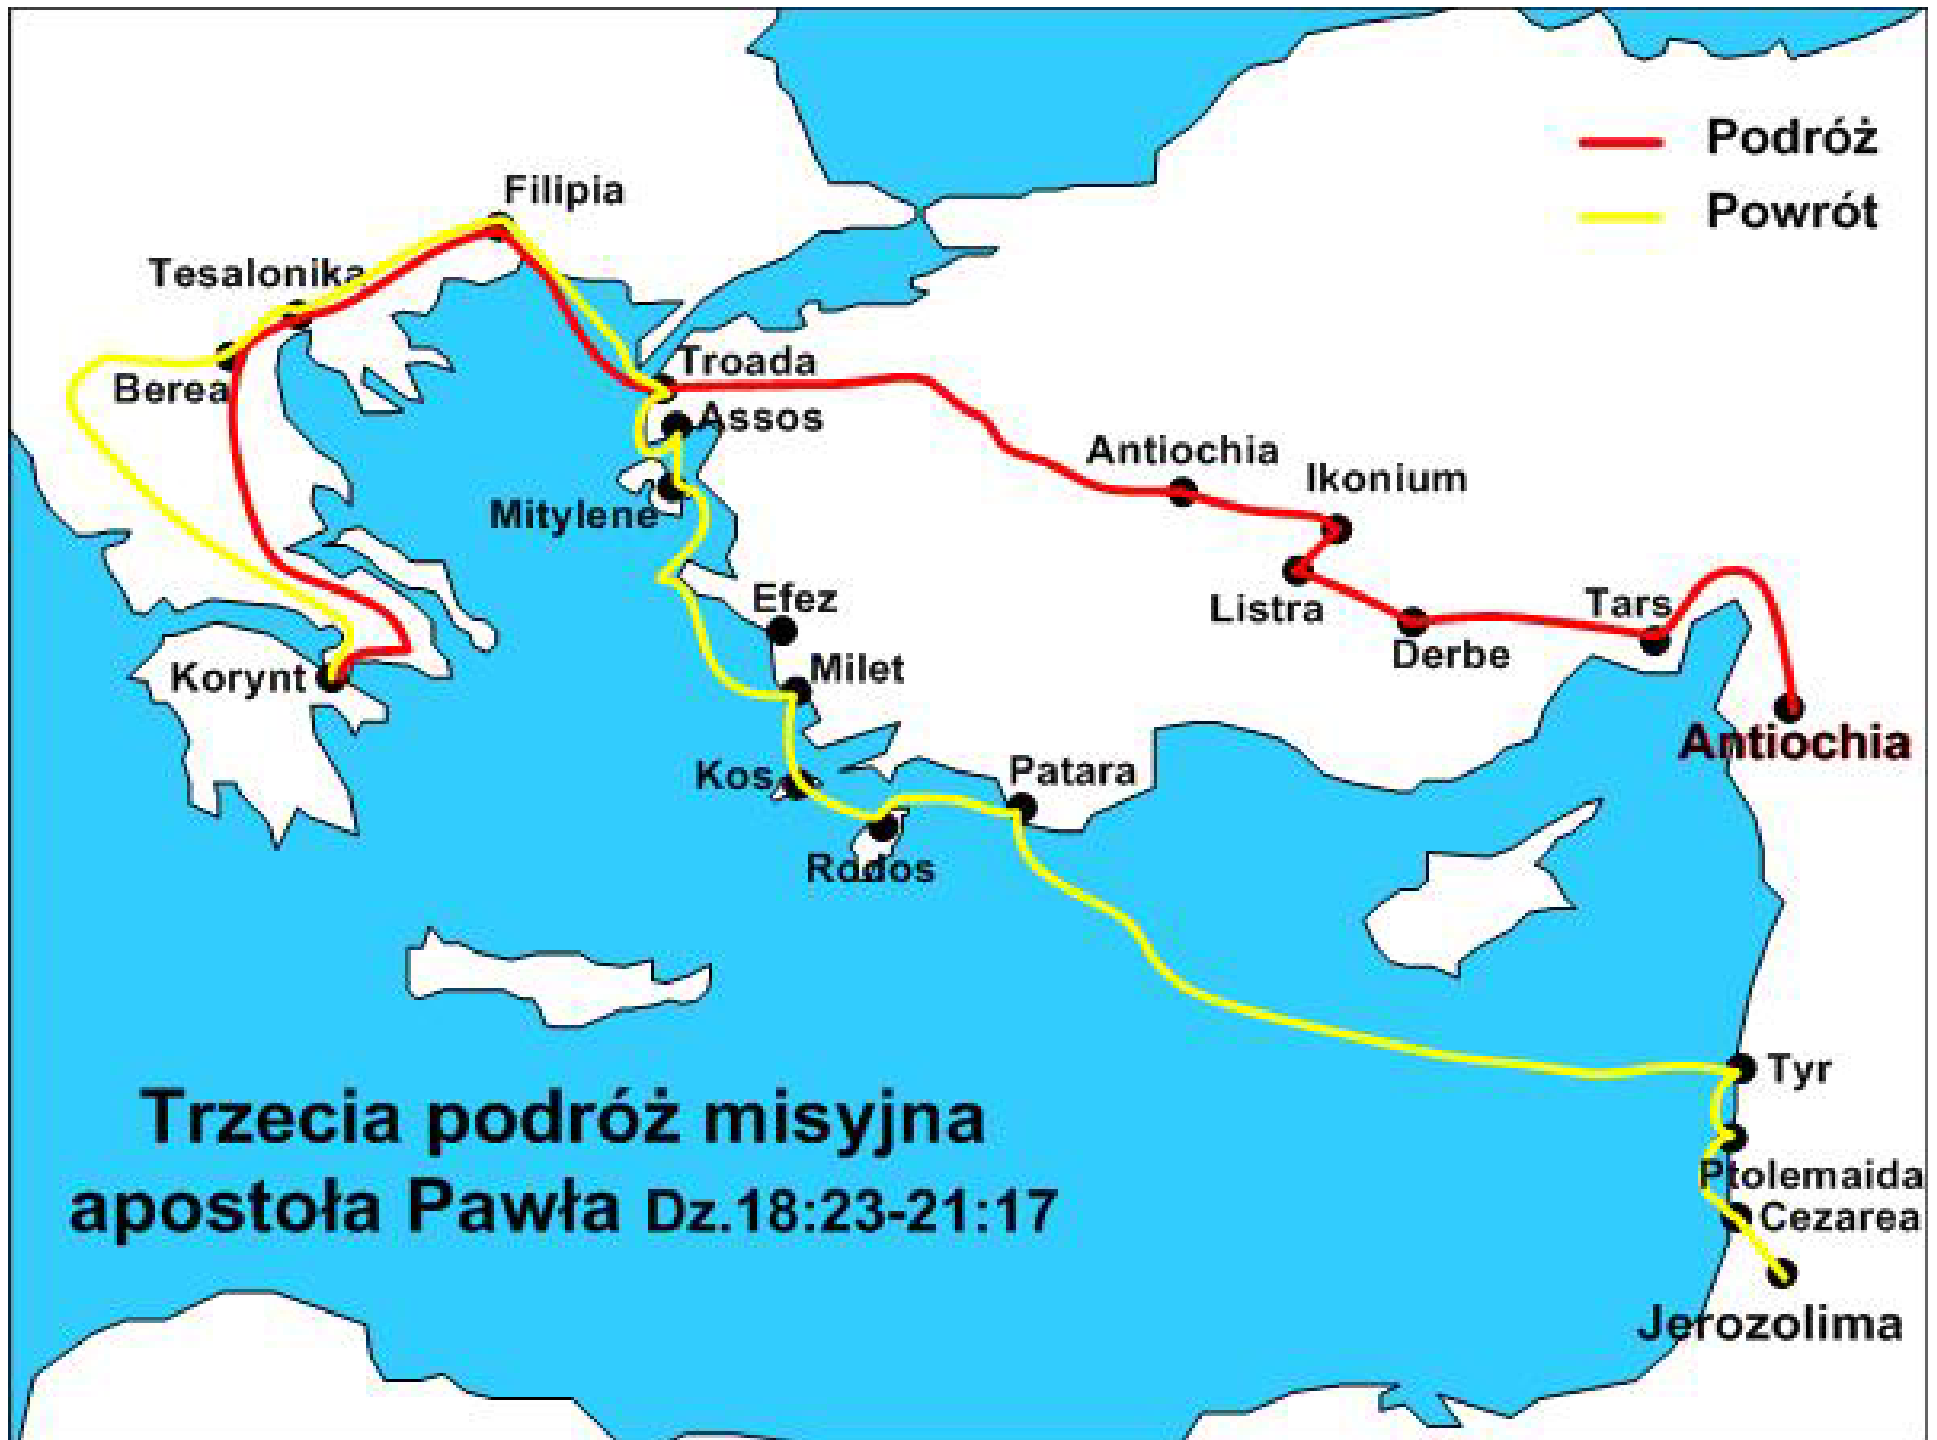 Podróż
Powrót
Filipia
Tesalonika
Berea
Troada
Assos
Antiochia
Ikonium
Mitylene
Efez
Listra
Tars
Derbe
Korynt
Milet
Antiochia
Kos
Patara
Rodos
Tyr
Trzecia podróż misyjna
apostoła Pawła Dz.18:23-21:17
Ptolemaida
Cezarea
Jerozolima